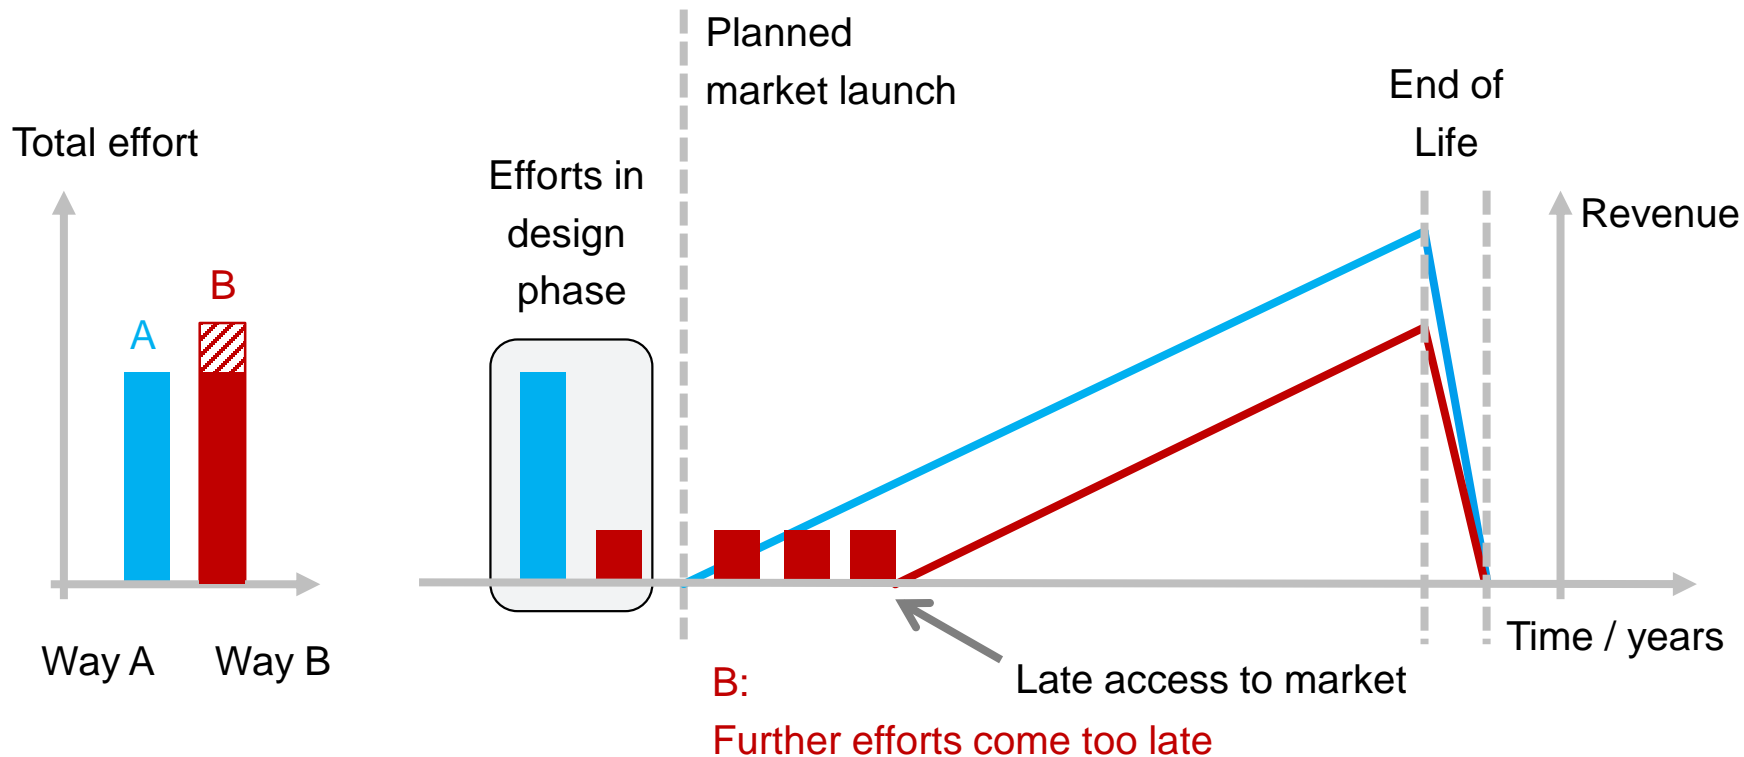 Planned
market launch
End of
Life
Total effort
Efforts in
design
phase
Revenue
B
A
Time / years
Way A
Way B
B:
Further efforts come too late
Late access to market